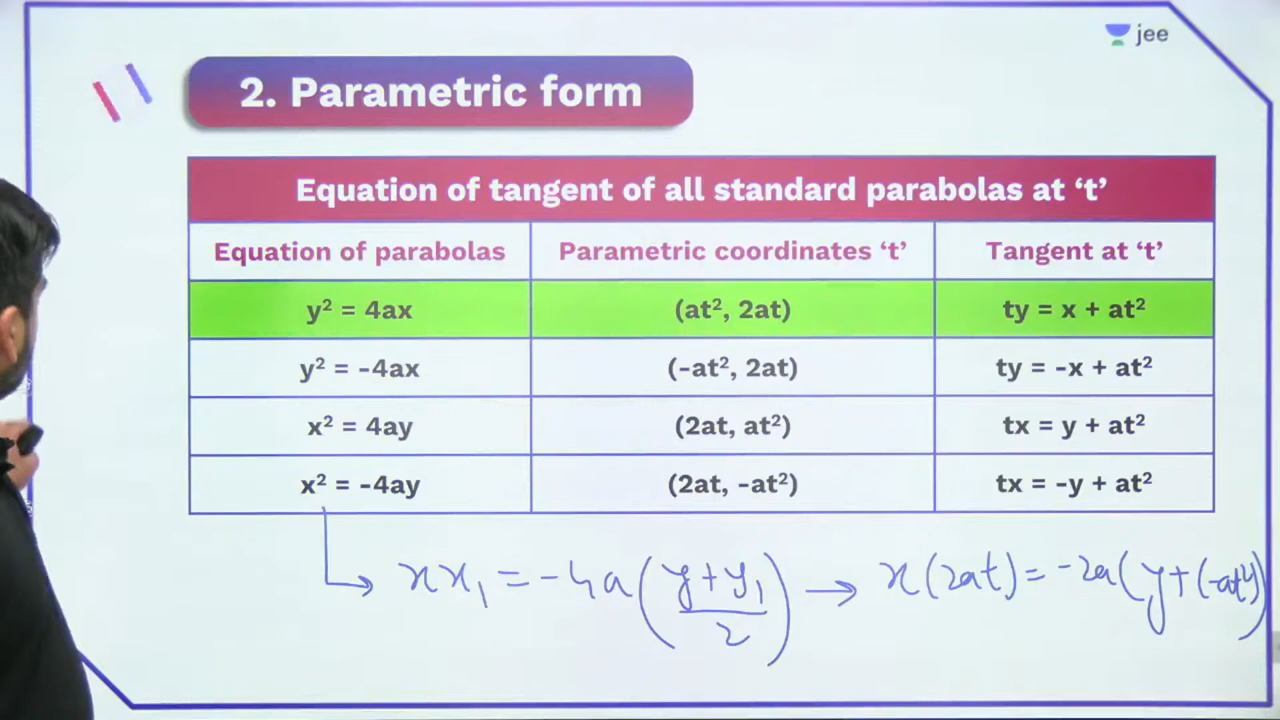 jee
2. Parametric form
Equation of tangent of all standard parabolas at ‘t’
Equation of parabolas Parametric coordinates ‘t’ Tangent at ‘t’
y² = 4ax (at², 2at) ty = x + at²
y² = -4ax (-at², 2at) ty = -x + at²
x² = 4ay (2at, at²) tx = y + at²
x² = -4ay (2at, -at²) tx = -y + at²
→ xx₁ = -4a((y+y₁)/2) → x(2at) = -2a(y+(-at²))